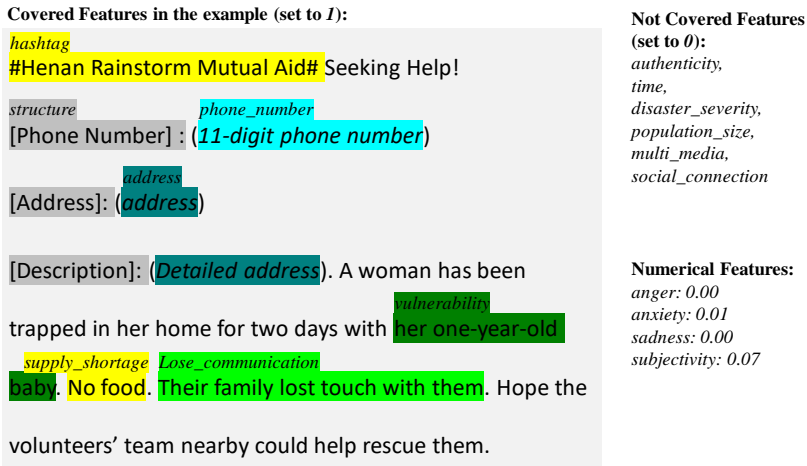 Covered Features in the example (set to 1):
hashtag
#Henan Rainstorm Mutual Aid# Seeking Help!
structure phone_number
[Phone Number] : (11-digit phone number)
address
[Address]: (address)
[Description]: (Detailed address). A woman has been
vulnerability
trapped in her home for two days with her one-year-old
supply_shortage Lose_communication
baby. No food. Their family lost touch with them. Hope the
volunteers’ team nearby could help rescue them.
Not Covered Features
(set to 0):
authenticity,
time,
disaster_severity,
population_size,
multi_media,
social_connection
Numerical Features:
anger: 0.00
anxiety: 0.01
sadness: 0.00
subjectivity: 0.07